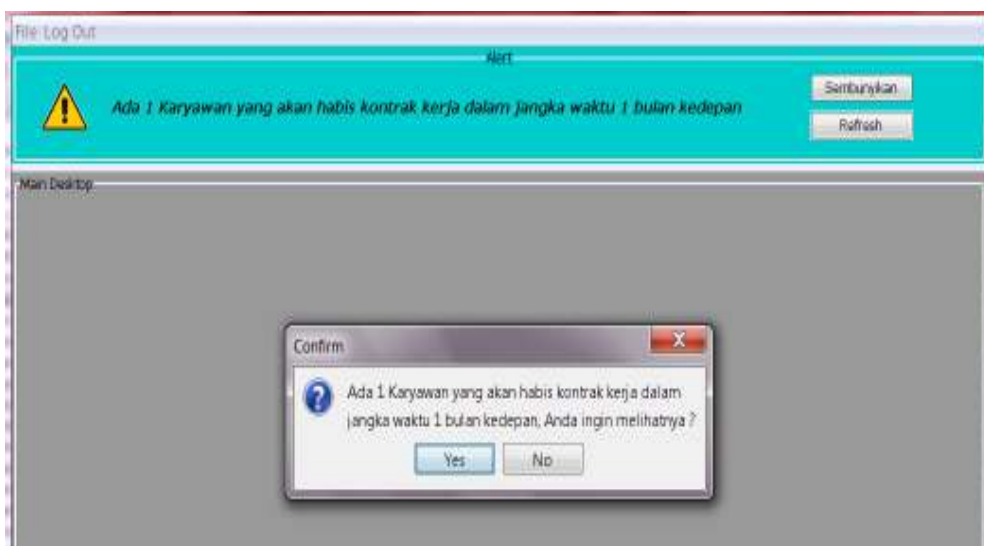 File Log Out
Alert
Ada 1 Karyawan yang akan habis kontrak kerja dalam jangka waktu 1 bulan kedepan
Sembunyikan
Refresh
Main Desktop
Confirm
Ada 1 Karyawan yang akan habis kontrak kerja dalam
jangka waktu 1 bulan kedepan, Anda ingin melihatnya ?
Yes
No